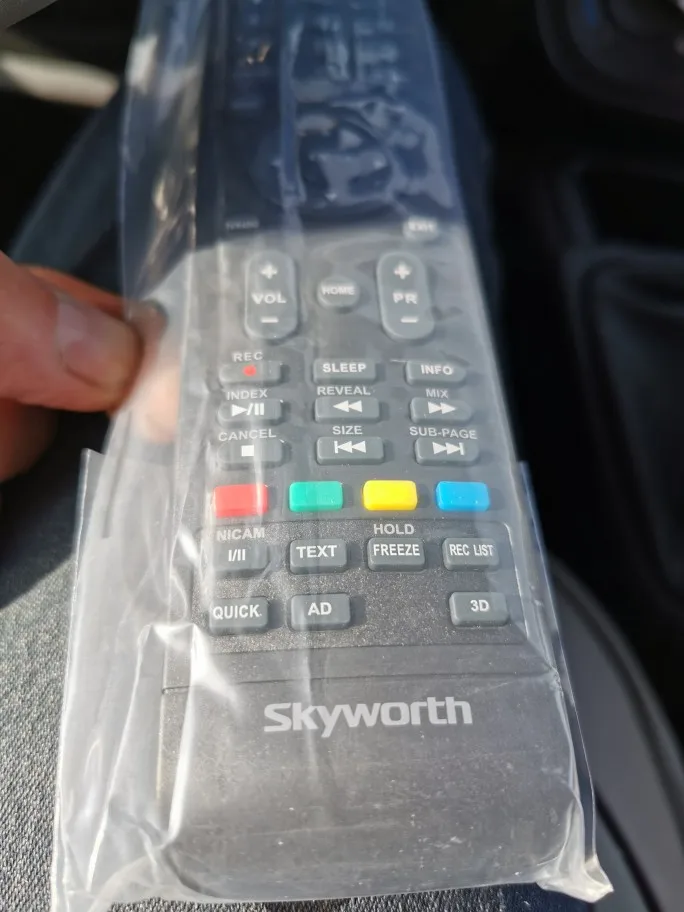 EXIT
+ +
VOL HOME PR
- -
REC
SLEEP INFO
INDEX REVEAL MIX
CANCEL SIZE SUB-PAGE
NICAM HOLD
I/II TEXT FREEZE REC LIST
QUICK AD 3D
Skyworth